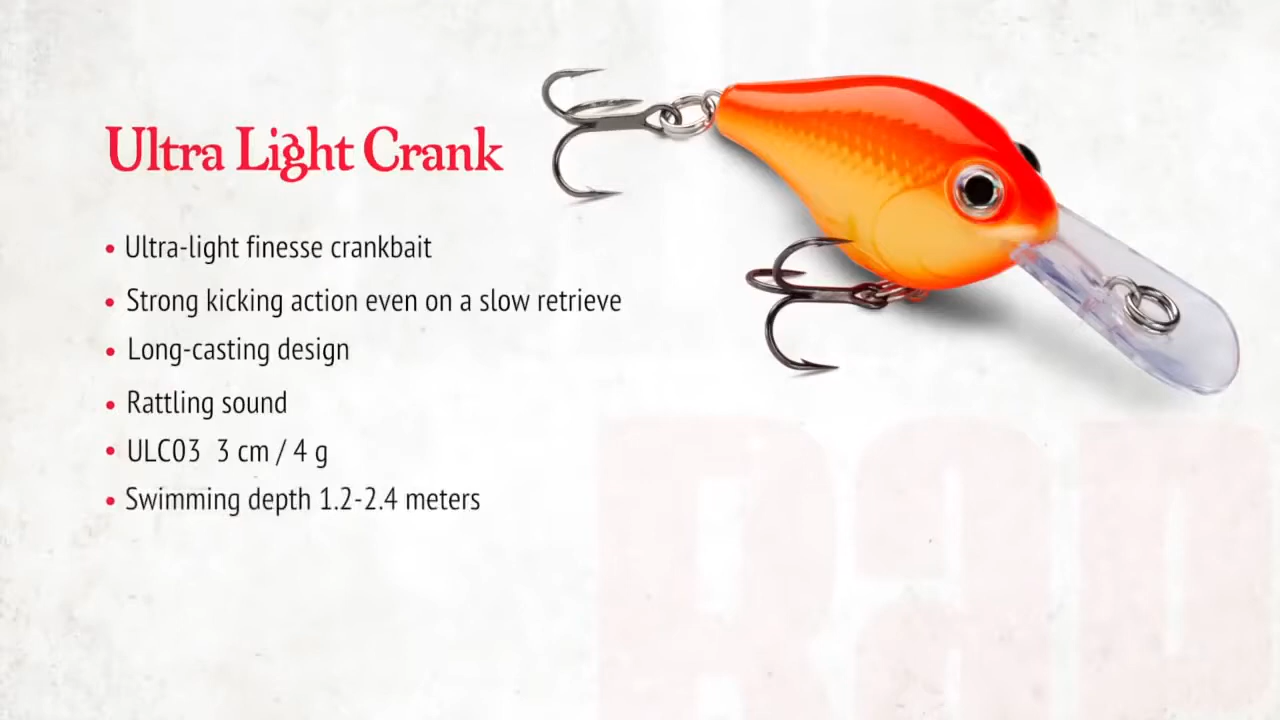 Ultra Light Crank
• Ultra-light finesse crankbait
• Strong kicking action even on a slow retrieve
• Long-casting design
• Rattling sound
• ULC03 3 cm / 4 g
• Swimming depth 1.2-2.4 meters
RAP